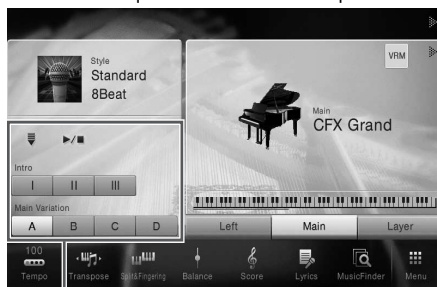 Style
Standard
8Beat
VRM
Main
CFX Grand
Intro
I II III
Main Variation
A B C D
Left Main Layer
100
Tempo Transpose Split&Fingering Balance Score Lyrics MusicFinder Menu